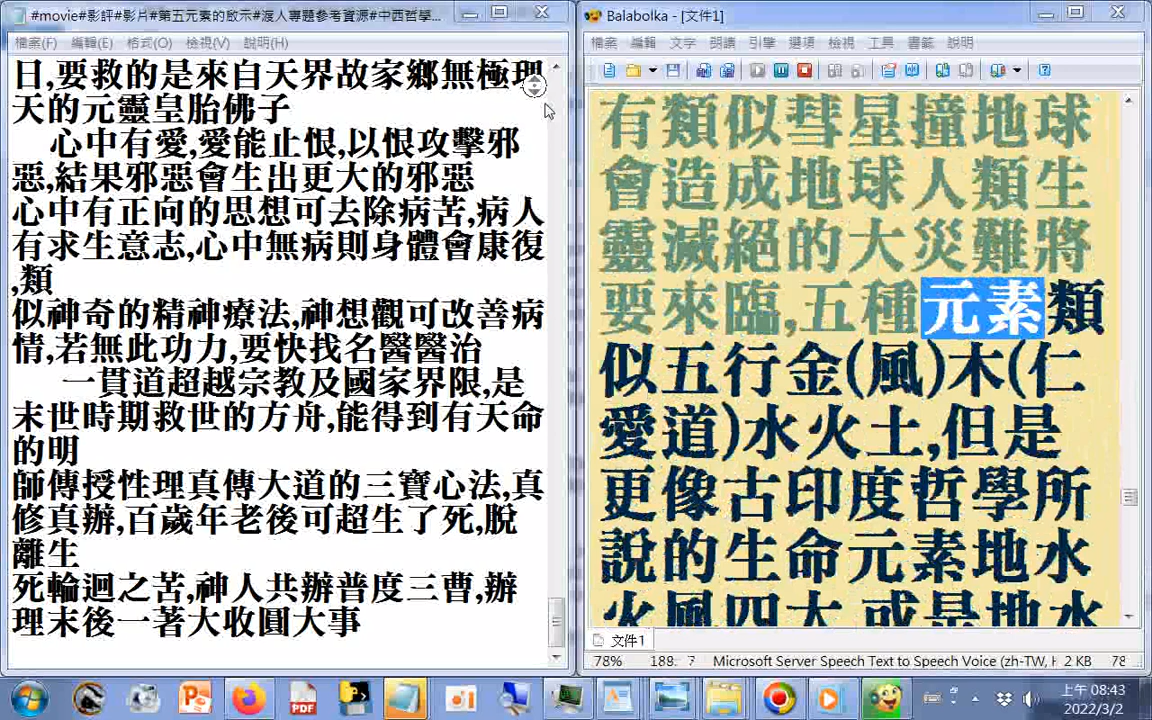 #movie#影評#影片#第五元素的啟示#渡人專題參考資源#中西哲學...
檔案(F) 編輯(E) 格式(O) 檢視(V) 說明(H)
日,要救的是來自天界故家鄉無極理
天的元靈皇胎佛子
心中有愛,愛能止恨,以恨攻擊邪
惡,結果邪惡會生出更大的邪惡
心中有正向的思想可去除病苦,病人
有求生意志,心中無病則身體會康復
,類
似神奇的精神療法,神想觀可改善病
情,若無此功力,要快找名醫醫治
一貫道超越宗教及國家界限,是
末世時期救世的方舟,能得到有天命
的明
師傳授性理真傳大道的三寶心法,真
修真辦,百歲年老後可超生了死,脫
離生
死輪迴之苦,神人共辦普度三曹,辦
理末後一著大收圓大事
Balabolka - [文件1]
檔案 編輯 文字 朗讀 引擎 選項 檢視 工具 書籤 說明
有類似彗星撞地球
會造成地球人類生
靈滅絕的大災難將
要來臨,五種元素類
似五行金(風)木(仁
愛道)水火土,但是
更像古印度哲學所
說的生命元素地水
火風四大,或是地水
文件1
78% 189: 7 Microsoft Server Speech Text to Speech Voice (zh-TW, H 2 KB 78
上午 08:43
2022/3/2